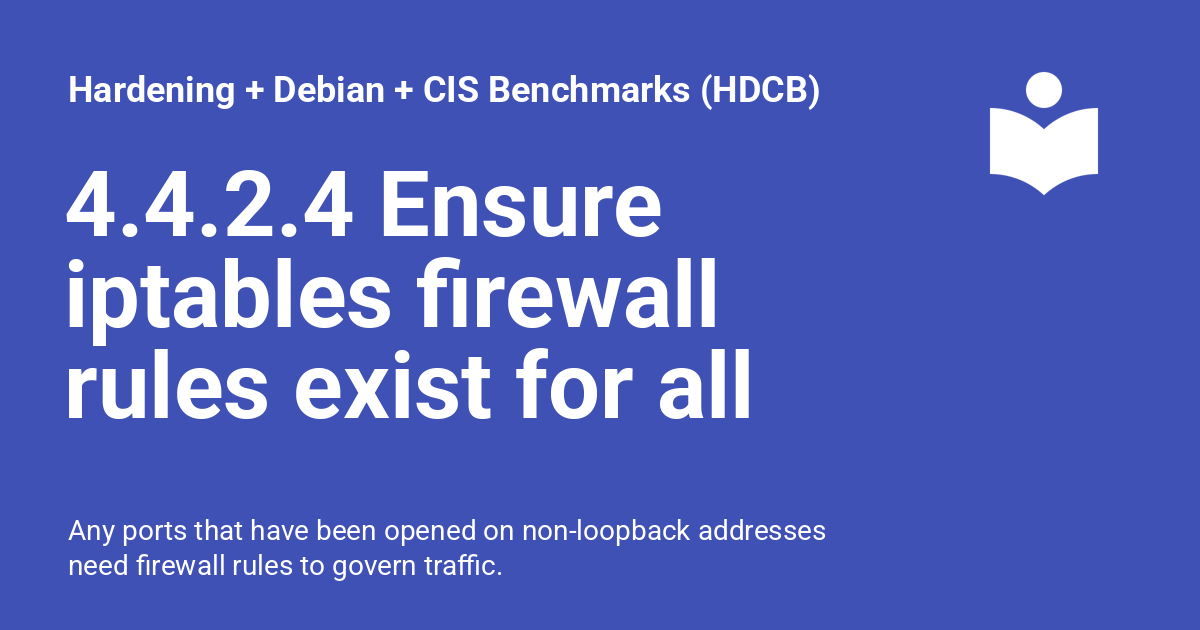 Hardening + Debian + CIS Benchmarks (HDCB)
4.4.2.4 Ensure
iptables firewall
rules exist for all
Any ports that have been opened on non-loopback addresses
need firewall rules to govern traffic.